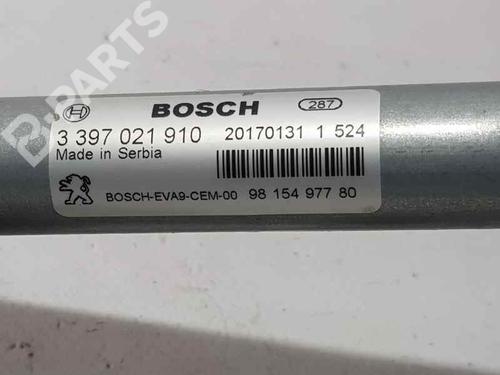 B-PARTS
BOSCH 287
3 397 021 910 20170131 1 524
Made in Serbia
BOSCH-EVA9-CEM-00 98 154 977 80